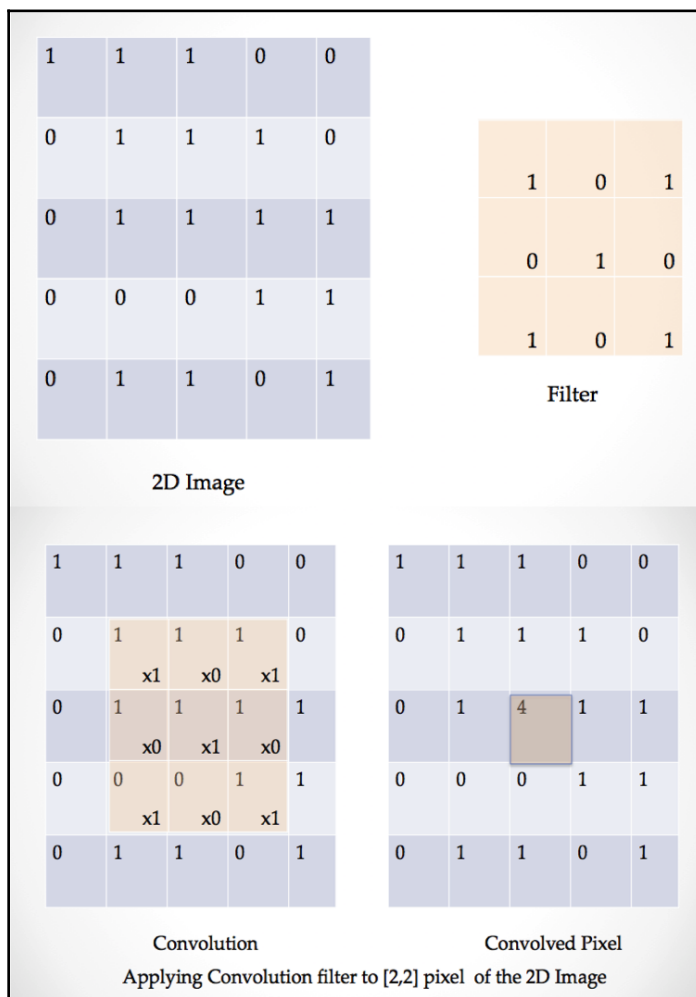 1 1 1 0 0
0 1 1 1 0
0 1 1 1 1
0 0 0 1 1
0 1 1 0 1
2D Image
1 0 1
0 1 0
1 0 1
Filter
1 1 1 0 0
0 1 1 1 0
x1 x0 x1
0 1 1 1 1
x0 x1 x0
0 0 0 1 1
x1 x0 x1
0 1 1 0 1
Convolution
1 1 1 0 0
0 1 1 1 0
0 1 4 1 1
0 0 0 1 1
0 1 1 0 1
Convolved Pixel
Applying Convolution filter to [2,2] pixel of the 2D Image